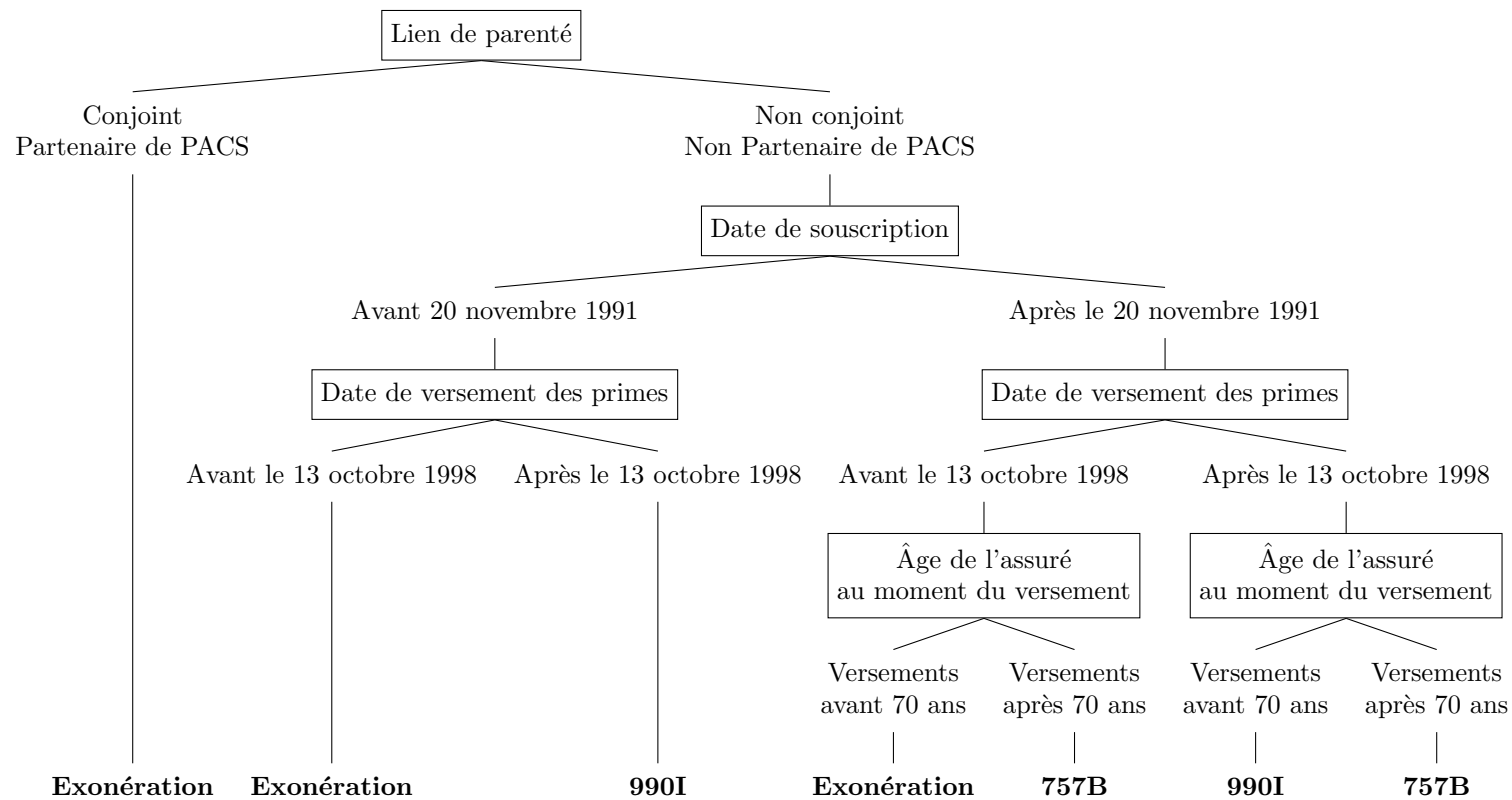 Lien de parenté
Conjoint
Partenaire de PACS
Non conjoint
Non Partenaire de PACS
Date de souscription
Avant 20 novembre 1991
Après le 20 novembre 1991
Date de versement des primes
Date de versement des primes
Avant le 13 octobre 1998
Après le 13 octobre 1998
Avant le 13 octobre 1998
Après le 13 octobre 1998
Âge de l'assuré
au moment du versement
Âge de l'assuré
au moment du versement
Versements
avant 70 ans
Versements
après 70 ans
Versements
avant 70 ans
Versements
après 70 ans
Exonération
Exonération
990I
Exonération
757B
990I
757B